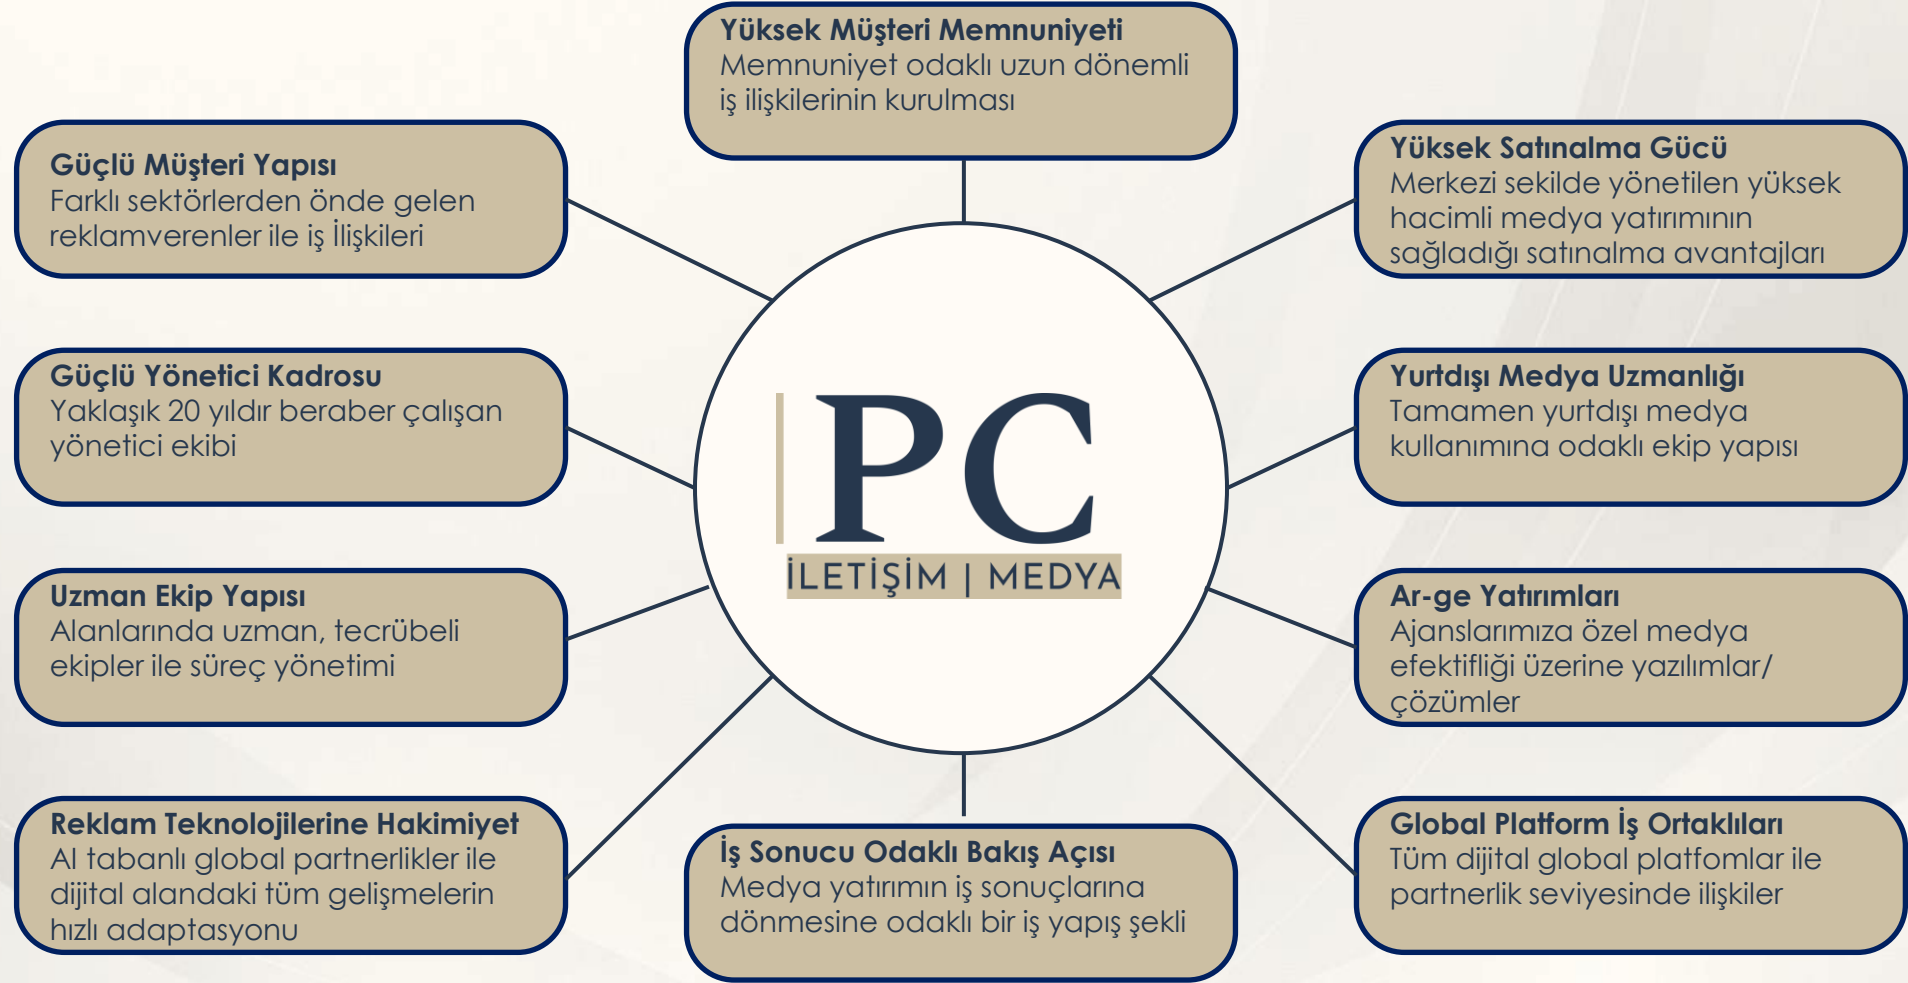 Yüksek Müşteri Memnuniyeti
Memnuniyet odaklı uzun dönemli
iş ilişkilerinin kurulması
Güçlü Müşteri Yapısı
Farklı sektörlerden önde gelen
reklamverenler ile iş İlişkileri
Yüksek Satınalma Gücü
Merkezi sekilde yönetilen yüksek
hacimli medya yatırımının
sağladığı satınalma avantajları
Güçlü Yönetici Kadrosu
Yaklaşık 20 yıldır beraber çalışan
yönetici ekibi
Yurtdışı Medya Uzmanlığı
Tamamen yurtdışı medya
kullanımına odaklı ekip yapısı
PC
İLETİŞİM | MEDYA
Uzman Ekip Yapısı
Alanlarında uzman, tecrübeli
ekipler ile süreç yönetimi
Ar-ge Yatırımları
Ajanslarımıza özel medya
efektifliği üzerine yazılımlar/
çözümler
Reklam Teknolojilerine Hakimiyet
AI tabanlı global partnerlikler ile
dijital alandaki tüm gelişmelerin
hızlı adaptasyonu
İş Sonucu Odaklı Bakış Açısı
Medya yatırımın iş sonuçlarına
dönmesine odaklı bir iş yapış şekli
Global Platform İş Ortaklıları
Tüm dijital global platfomlar ile
partnerlik seviyesinde ilişkiler